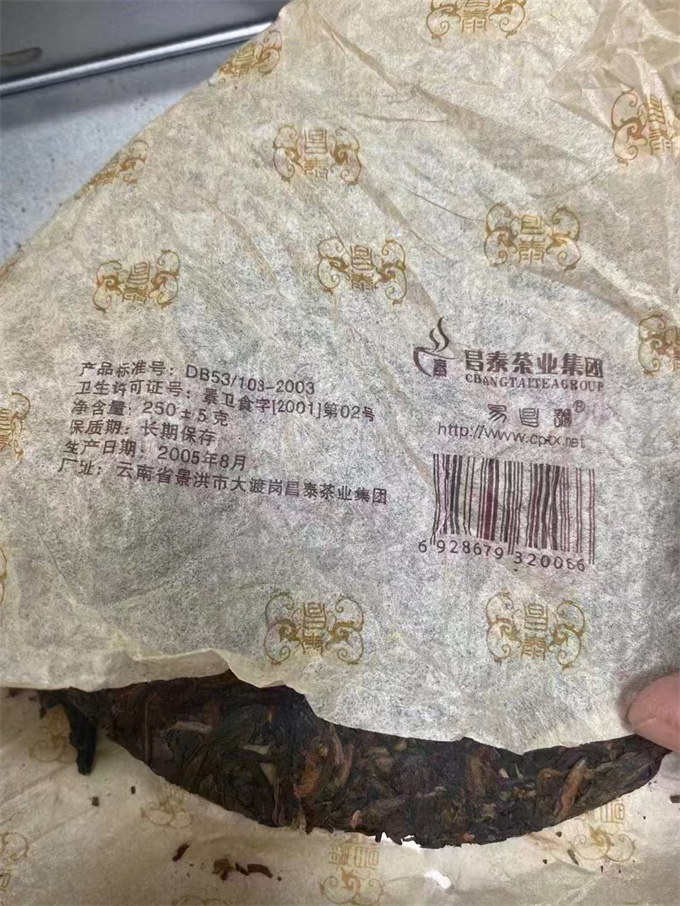 产品标准号：DB53/103-2003
卫生许可证号：景卫食字[2001]第02号
净含量：250±5克
保质期：长期保存
生产日期：2005年8月
厂址：云南省景洪市大渡岗昌泰茶业集团
昌泰茶业集团
CHANGTAITEAGROUP
易昌號®
http://www.cptx.net
6 928679 320066
昌泰